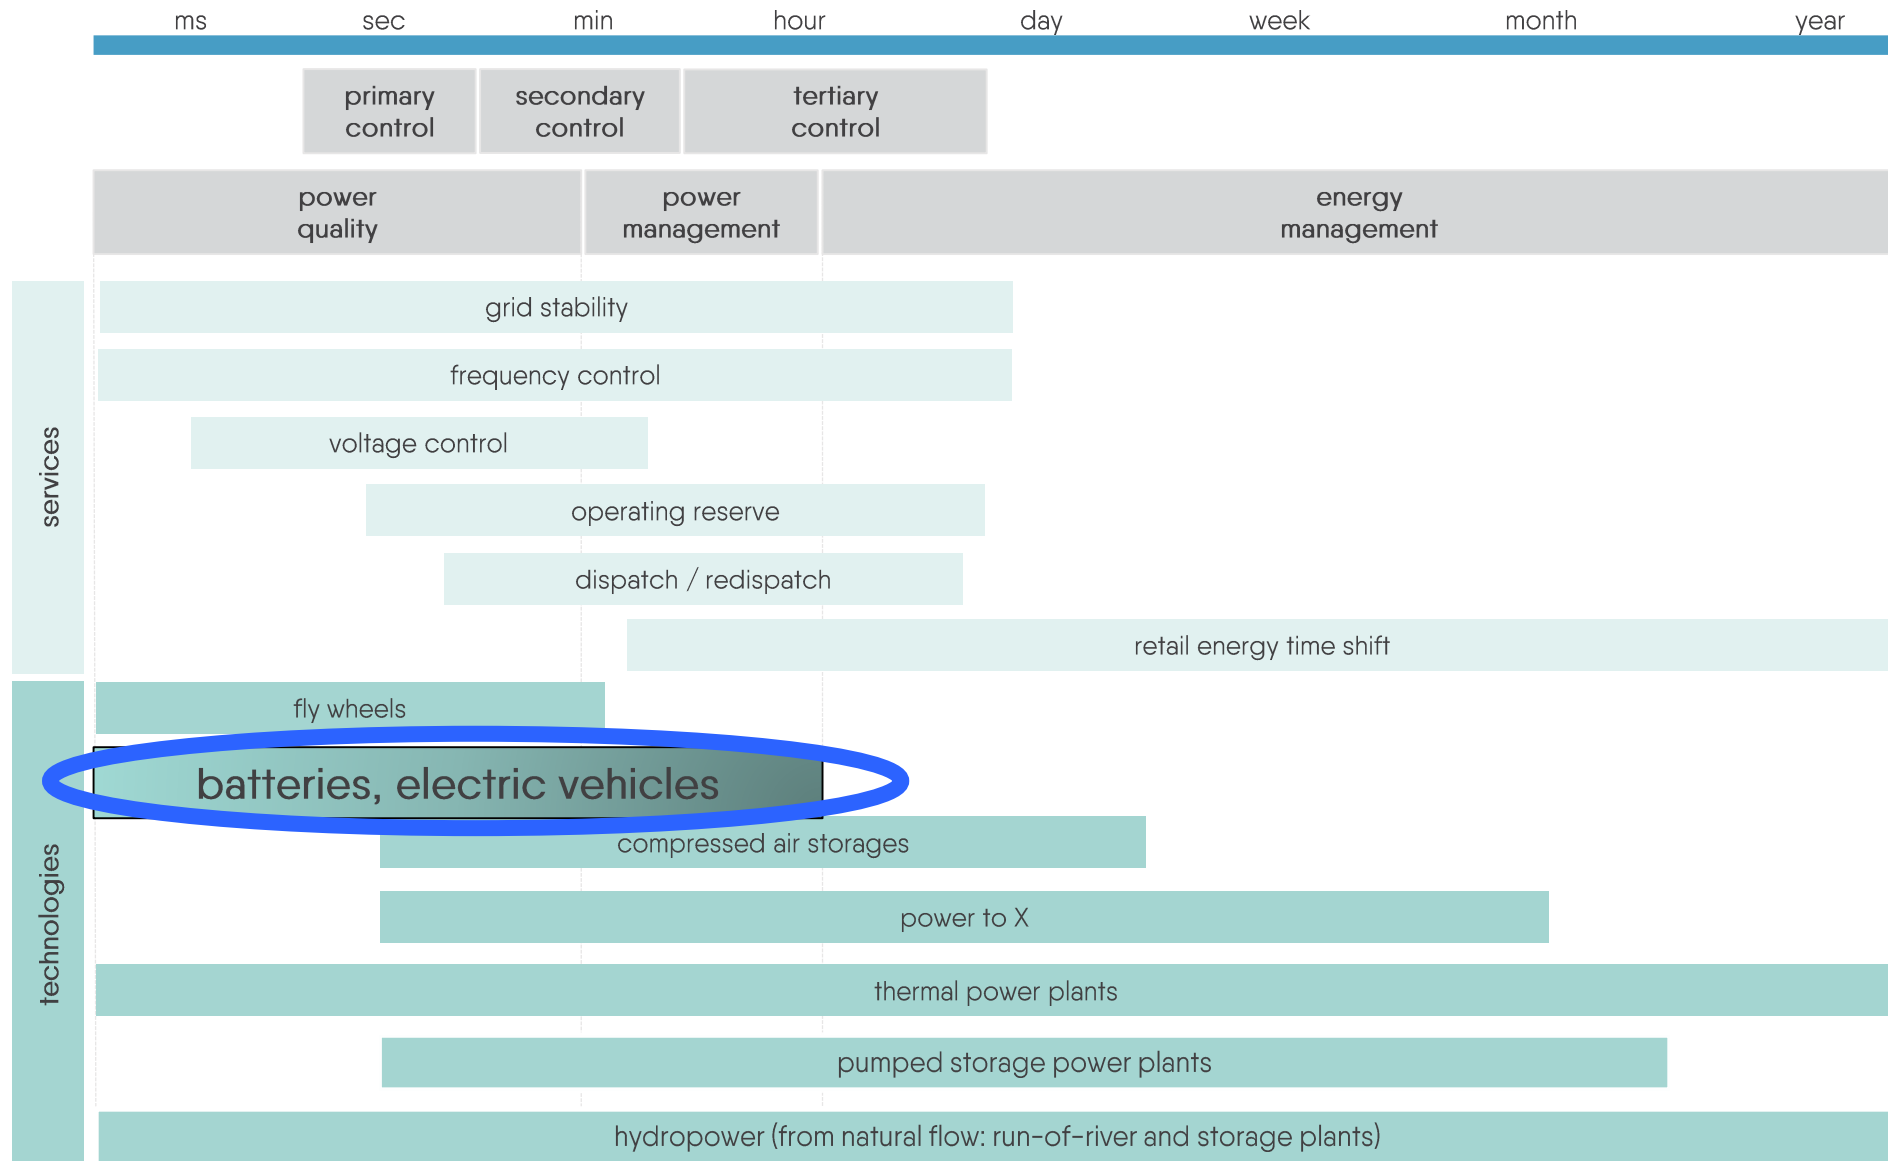 ms sec min hour day week month year
primary
control
secondary
control
tertiary
control
power
quality
power
management
energy
management
services
grid stability
frequency control
voltage control
operating reserve
dispatch / redispatch
retail energy time shift
technologies
fly wheels
batteries, electric vehicles
compressed air storages
power to X
thermal power plants
pumped storage power plants
hydropower (from natural flow: run-of-river and storage plants)